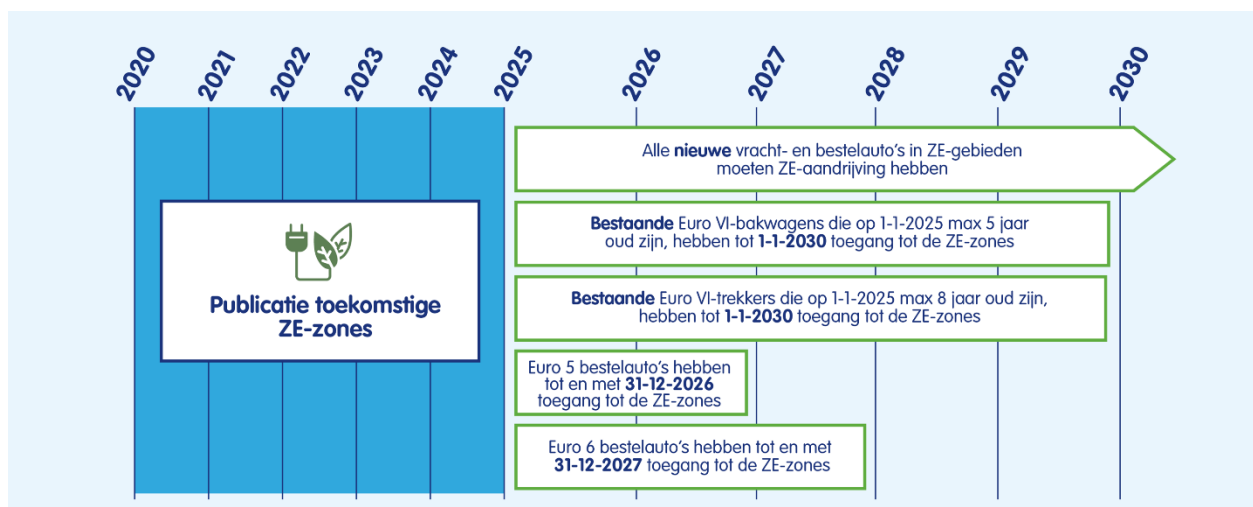 2020
2021
2022
2023
2024
2025
2026
2027
2028
2029
2030
Alle nieuwe vracht- en bestelauto's in ZE-gebieden
moeten ZE-aandrijving hebben
Bestaande Euro VI-bakwagens die op 1-1-2025 max 5 jaar
oud zijn, hebben tot 1-1-2030 toegang tot de ZE-zones
Publicatie toekomstige
ZE-zones
Bestaande Euro VI-trekkers die op 1-1-2025 max 8 jaar oud zijn,
hebben tot 1-1-2030 toegang tot de ZE-zones
Euro 5 bestelauto's hebben
tot en met 31-12-2026
toegang tot de ZE-zones
Euro 6 bestelauto's hebben tot en met
31-12-2027 toegang tot de ZE-zones